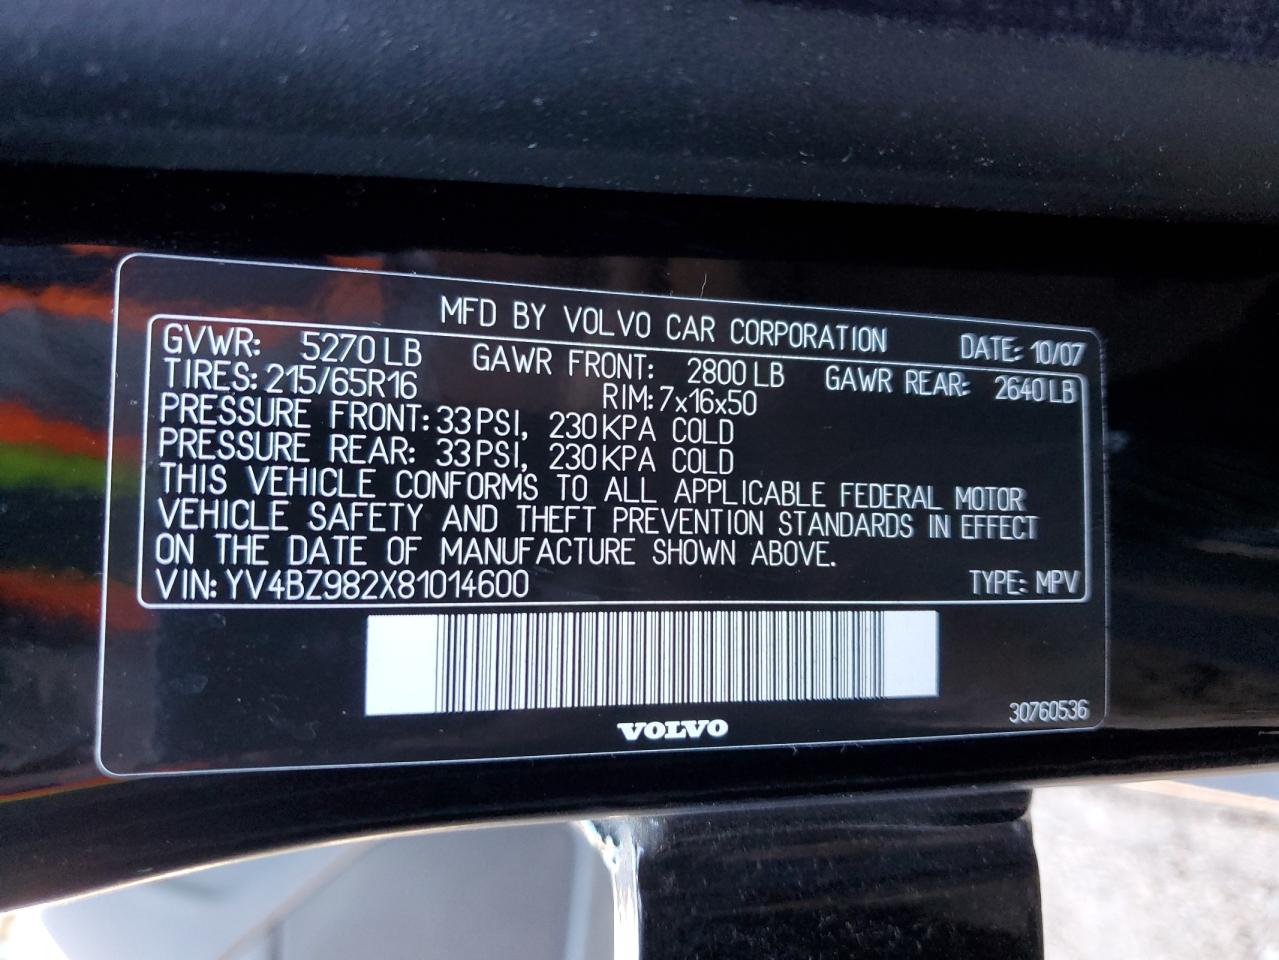 MFD BY VOLVO CAR CORPORATION DATE: 10/07
GVWR: 5270 LB GAWR FRONT: 2800 LB GAWR REAR: 2640 LB
TIRES: 215/65R16 RIM: 7x16x50
PRESSURE FRONT: 33 PSI, 230 KPA COLD
PRESSURE REAR: 33 PSI, 230 KPA COLD
THIS VEHICLE CONFORMS TO ALL APPLICABLE FEDERAL MOTOR
VEHICLE SAFETY AND THEFT PREVENTION STANDARDS IN EFFECT
ON THE DATE OF MANUFACTURE SHOWN ABOVE.
VIN: YV4BZ982X81014600 TYPE: MPV
VOLVO
30760536